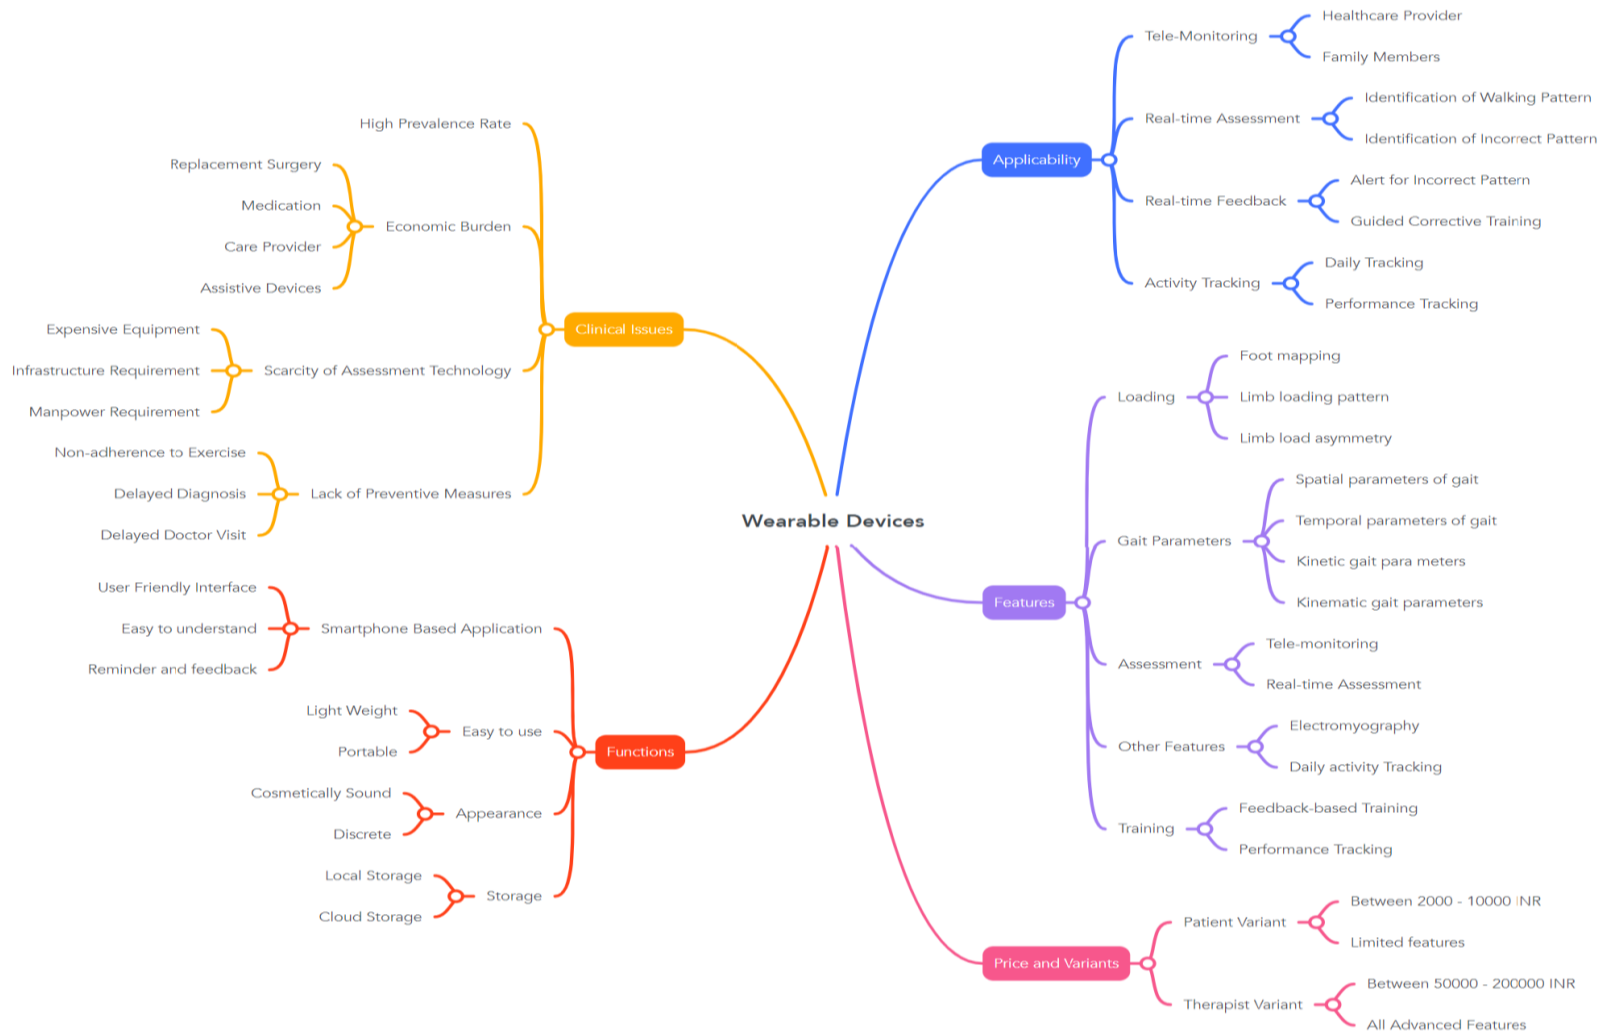 Wearable Devices
Clinical Issues
High Prevalence Rate
Economic Burden
Replacement Surgery
Medication
Care Provider
Assistive Devices
Scarcity of Assessment Technology
Expensive Equipment
Infrastructure Requirement
Manpower Requirement
Lack of Preventive Measures
Non-adherence to Exercise
Delayed Diagnosis
Delayed Doctor Visit
Functions
Smartphone Based Application
User Friendly Interface
Easy to understand
Reminder and feedback
Easy to use
Light Weight
Portable
Appearance
Cosmetically Sound
Discrete
Storage
Local Storage
Cloud Storage
Applicability
Tele-Monitoring
Healthcare Provider
Family Members
Real-time Assessment
Identification of Walking Pattern
Identification of Incorrect Pattern
Real-time Feedback
Alert for Incorrect Pattern
Guided Corrective Training
Activity Tracking
Daily Tracking
Performance Tracking
Features
Loading
Foot mapping
Limb loading pattern
Limb load asymmetry
Gait Parameters
Spatial parameters of gait
Temporal parameters of gait
Kinetic gait para meters
Kinematic gait parameters
Assessment
Tele-monitoring
Real-time Assessment
Other Features
Electromyography
Daily activity Tracking
Training
Feedback-based Training
Performance Tracking
Price and Variants
Patient Variant
Between 2000 - 10000 INR
Limited features
Therapist Variant
Between 50000 - 200000 INR
All Advanced Features